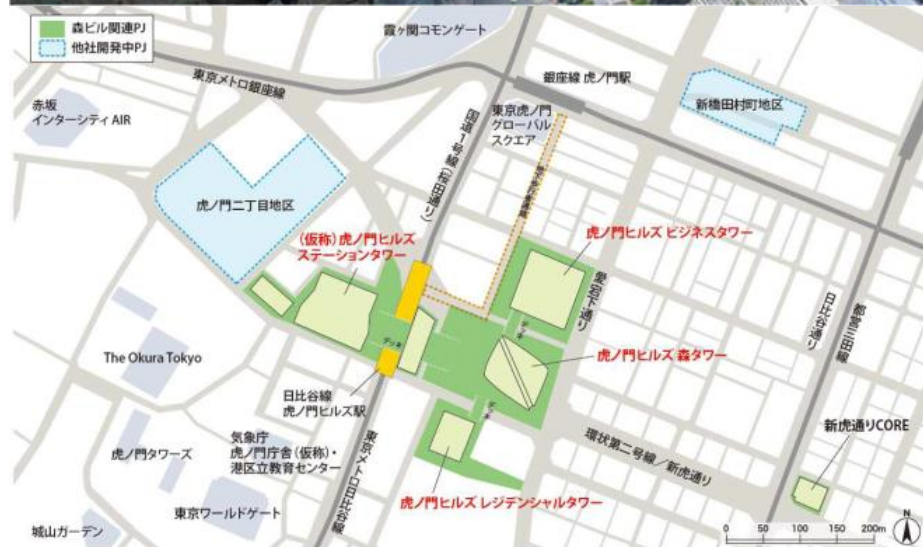 森ビル関連PJ
他社開発中PJ
霞ヶ関コモンゲート
東京メトロ銀座線
銀座線 虎ノ門駅
新橋田村町地区
赤坂
インターシティ AIR
国道1号線(桜田通り)
東京虎ノ門
グローバル
スクエア
地下歩行者通路
虎ノ門二丁目地区
(仮称)虎ノ門ヒルズ
ステーションタワー
虎ノ門ヒルズ ビジネスタワー
愛宕下通り
日比谷通り
都営三田線
デッキ
デッキ
虎ノ門ヒルズ 森タワー
The Okura Tokyo
日比谷線
虎ノ門ヒルズ駅
デッキ
新虎通りCORE
環状第二号線/新虎通り
虎ノ門タワーズ
気象庁
虎ノ門庁舎(仮称)・
港区立教育センター
東京メトロ日比谷線
虎ノ門ヒルズ レジデンシャルタワー
東京ワールドゲート
城山ガーデン
0 50 100 150 200m
N